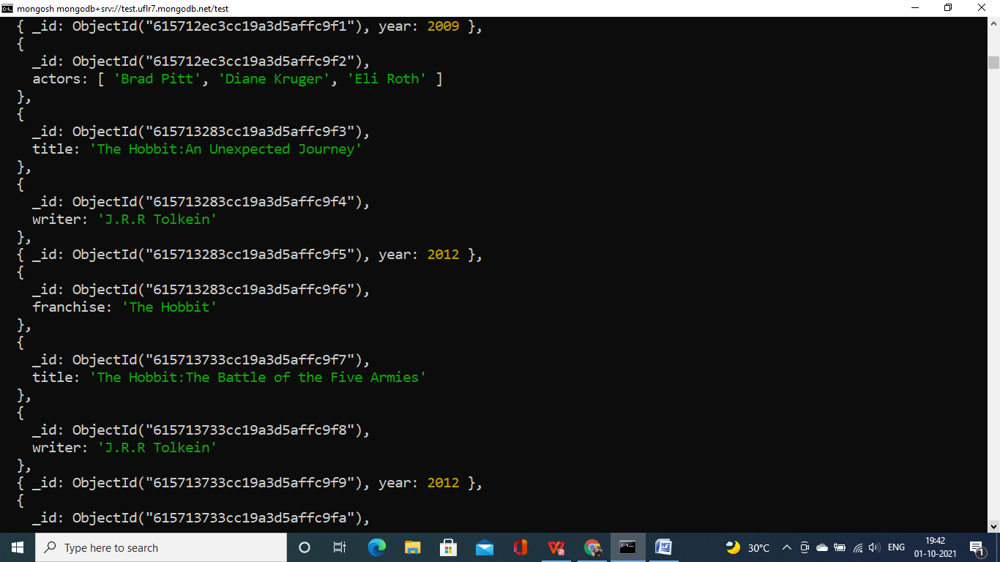 mongosh mongodb+srv://test.uflr7.mongodb.net/test
{ _id: ObjectId("615712ec3cc19a3d5affc9f1"), year: 2009 },
{
_id: ObjectId("615712ec3cc19a3d5affc9f2"),
actors: [ 'Brad Pitt', 'Diane Kruger', 'Eli Roth' ]
},
{
_id: ObjectId("615713283cc19a3d5affc9f3"),
title: 'The Hobbit:An Unexpected Journey'
},
{
_id: ObjectId("615713283cc19a3d5affc9f4"),
writer: 'J.R.R Tolkein'
},
{ _id: ObjectId("615713283cc19a3d5affc9f5"), year: 2012 },
{
_id: ObjectId("615713283cc19a3d5affc9f6"),
franchise: 'The Hobbit'
},
{
_id: ObjectId("615713733cc19a3d5affc9f7"),
title: 'The Hobbit:The Battle of the Five Armies'
},
{
_id: ObjectId("615713733cc19a3d5affc9f8"),
writer: 'J.R.R Tolkein'
},
{ _id: ObjectId("615713733cc19a3d5affc9f9"), year: 2012 },
{
_id: ObjectId("615713733cc19a3d5affc9fa"),
Type here to search
30°C
ENG
19:42
01-10-2021
1